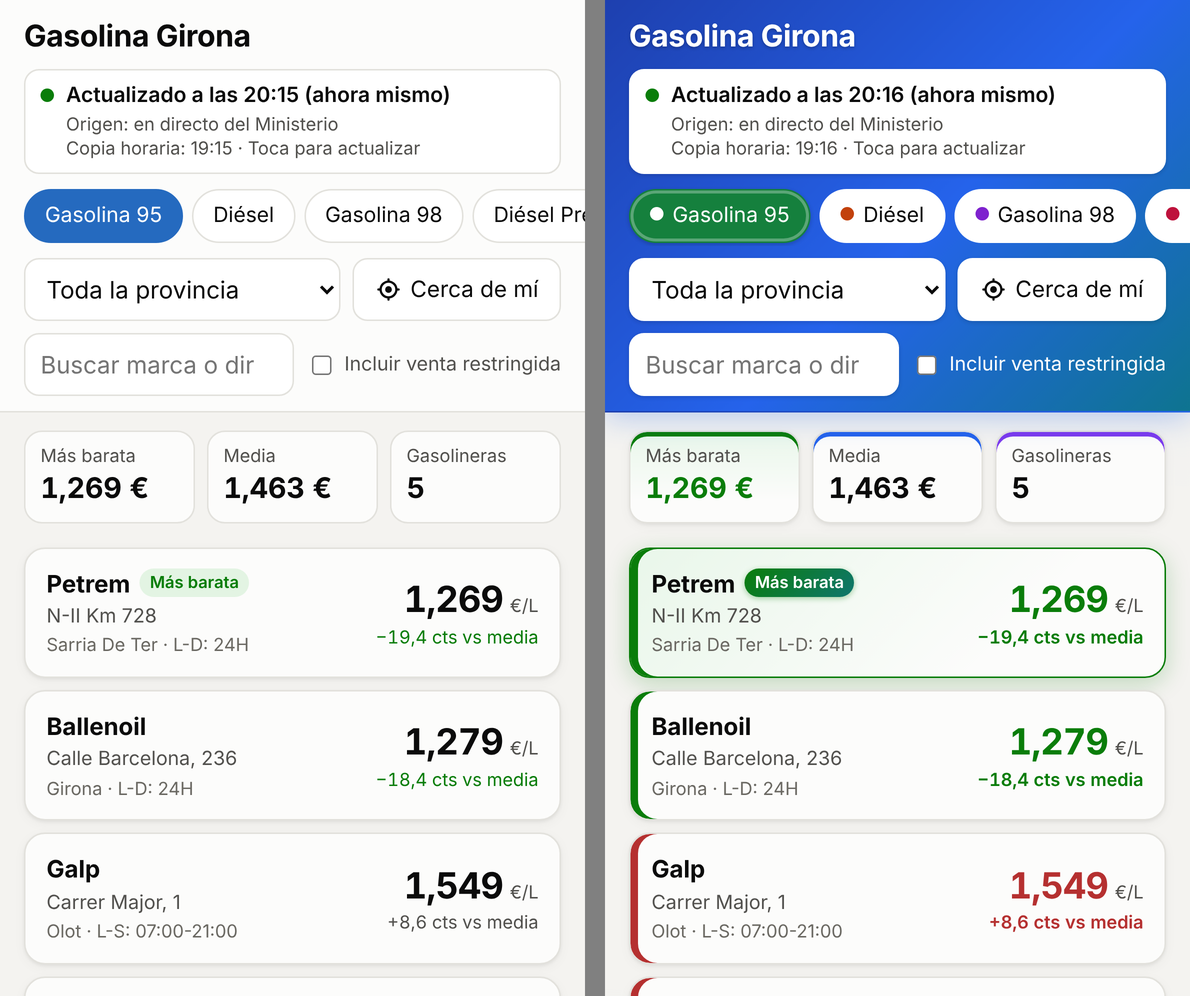 Gasolina Girona
Actualizado a las 20:15 (ahora mismo)
Origen: en directo del Ministerio
Copia horaria: 19:15 · Toca para actualizar
Gasolina 95
Diésel
Gasolina 98
Diésel Pre
Toda la provincia
Cerca de mí
Buscar marca o dir
Incluir venta restringida
Más barata
1,269 €
Media
1,463 €
Gasolineras
5
Petrem Más barata
N-II Km 728
Sarria De Ter · L-D: 24H
1,269 €/L
−19,4 cts vs media
Ballenoil
Calle Barcelona, 236
Girona · L-D: 24H
1,279 €/L
−18,4 cts vs media
Galp
Carrer Major, 1
Olot · L-S: 07:00-21:00
1,549 €/L
+8,6 cts vs media
Gasolina Girona
Actualizado a las 20:16 (ahora mismo)
Origen: en directo del Ministerio
Copia horaria: 19:16 · Toca para actualizar
Gasolina 95
Diésel
Gasolina 98
Toda la provincia
Cerca de mí
Buscar marca o dir
Incluir venta restringida
Más barata
1,269 €
Media
1,463 €
Gasolineras
5
Petrem Más barata
N-II Km 728
Sarria De Ter · L-D: 24H
1,269 €/L
−19,4 cts vs media
Ballenoil
Calle Barcelona, 236
Girona · L-D: 24H
1,279 €/L
−18,4 cts vs media
Galp
Carrer Major, 1
Olot · L-S: 07:00-21:00
1,549 €/L
+8,6 cts vs media